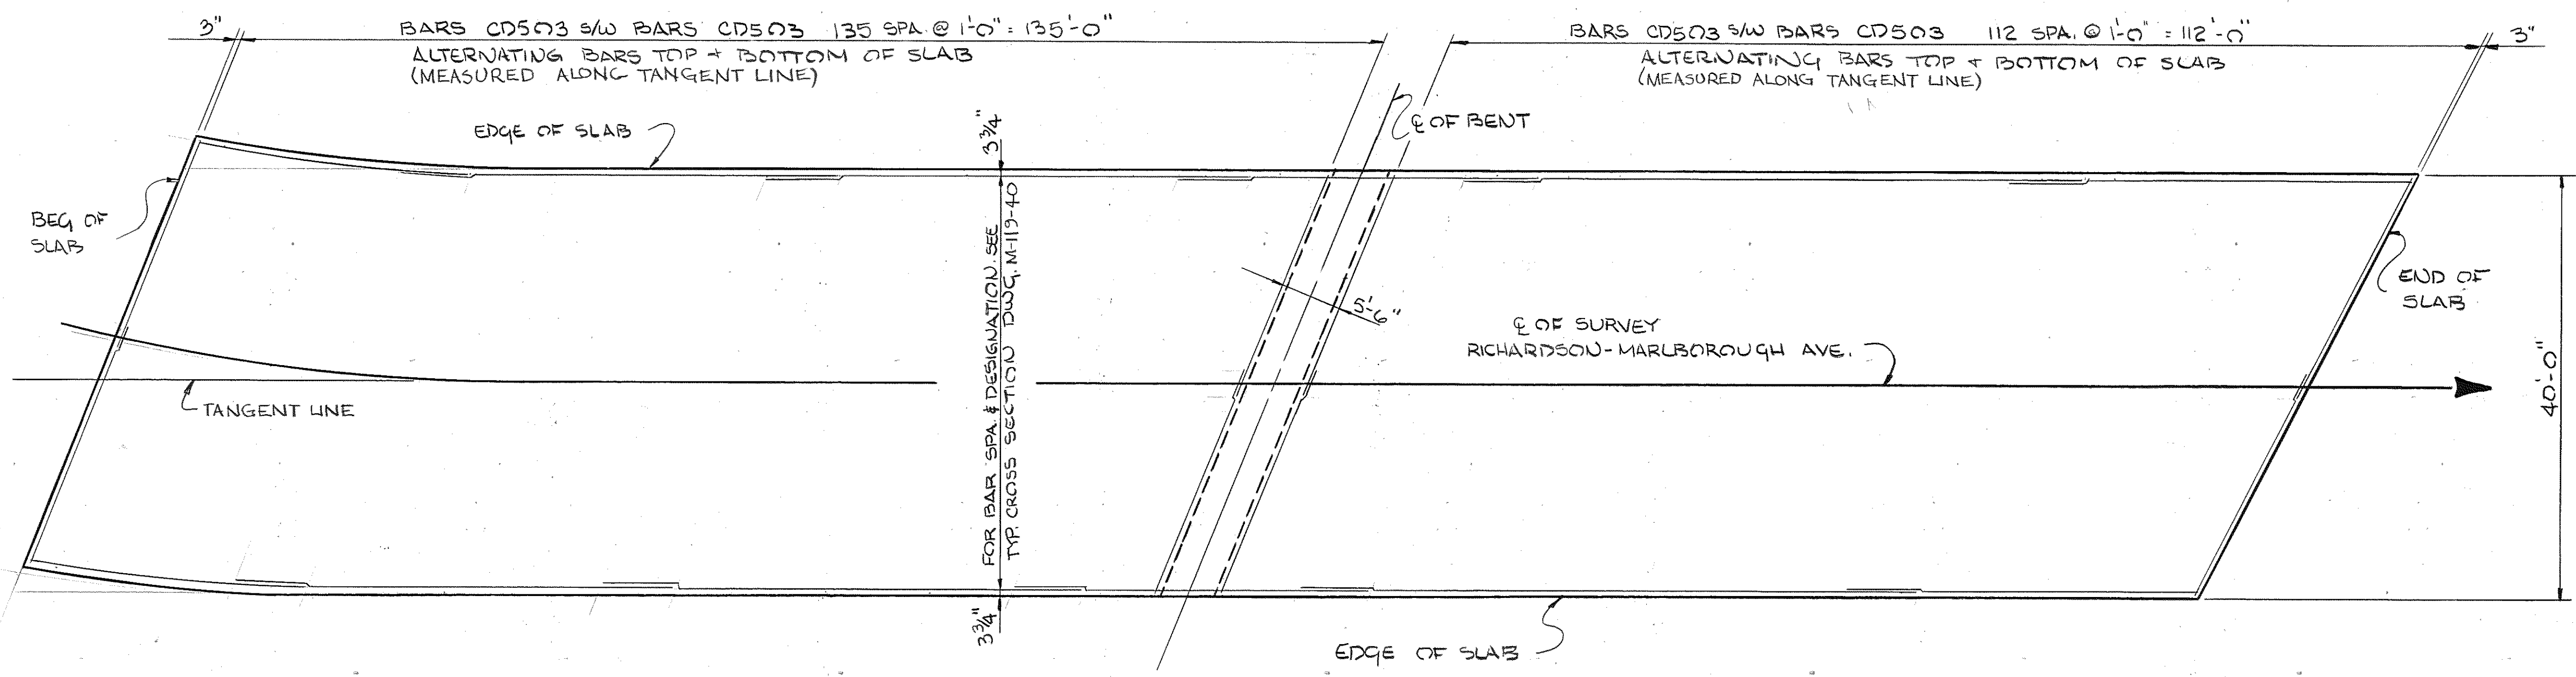 3"
BARS CD503 S/W BARS CD503 135 SPA. @ 1'-0" = 135'-0"
ALTERNATING BARS TOP + BOTTOM OF SLAB
(MEASURED ALONG TANGENT LINE)
BARS CD503 S/W BARS CD503 112 SPA. @ 1'-0" = 112'-0"
ALTERNATING BARS TOP + BOTTOM OF SLAB
(MEASURED ALONG TANGENT LINE)
3"
EDGE OF SLAB
3 3/4"
℄ OF BENT
BEG OF
SLAB
FOR BAR SPA. & DESIGNATION SEE
TYP. CROSS SECTION DWG. M-119-40
5'-6"
END OF
SLAB
℄ OF SURVEY
RICHARDSON-MARLBOROUGH AVE.
40'-0"
TANGENT LINE
3 3/4"
EDGE OF SLAB